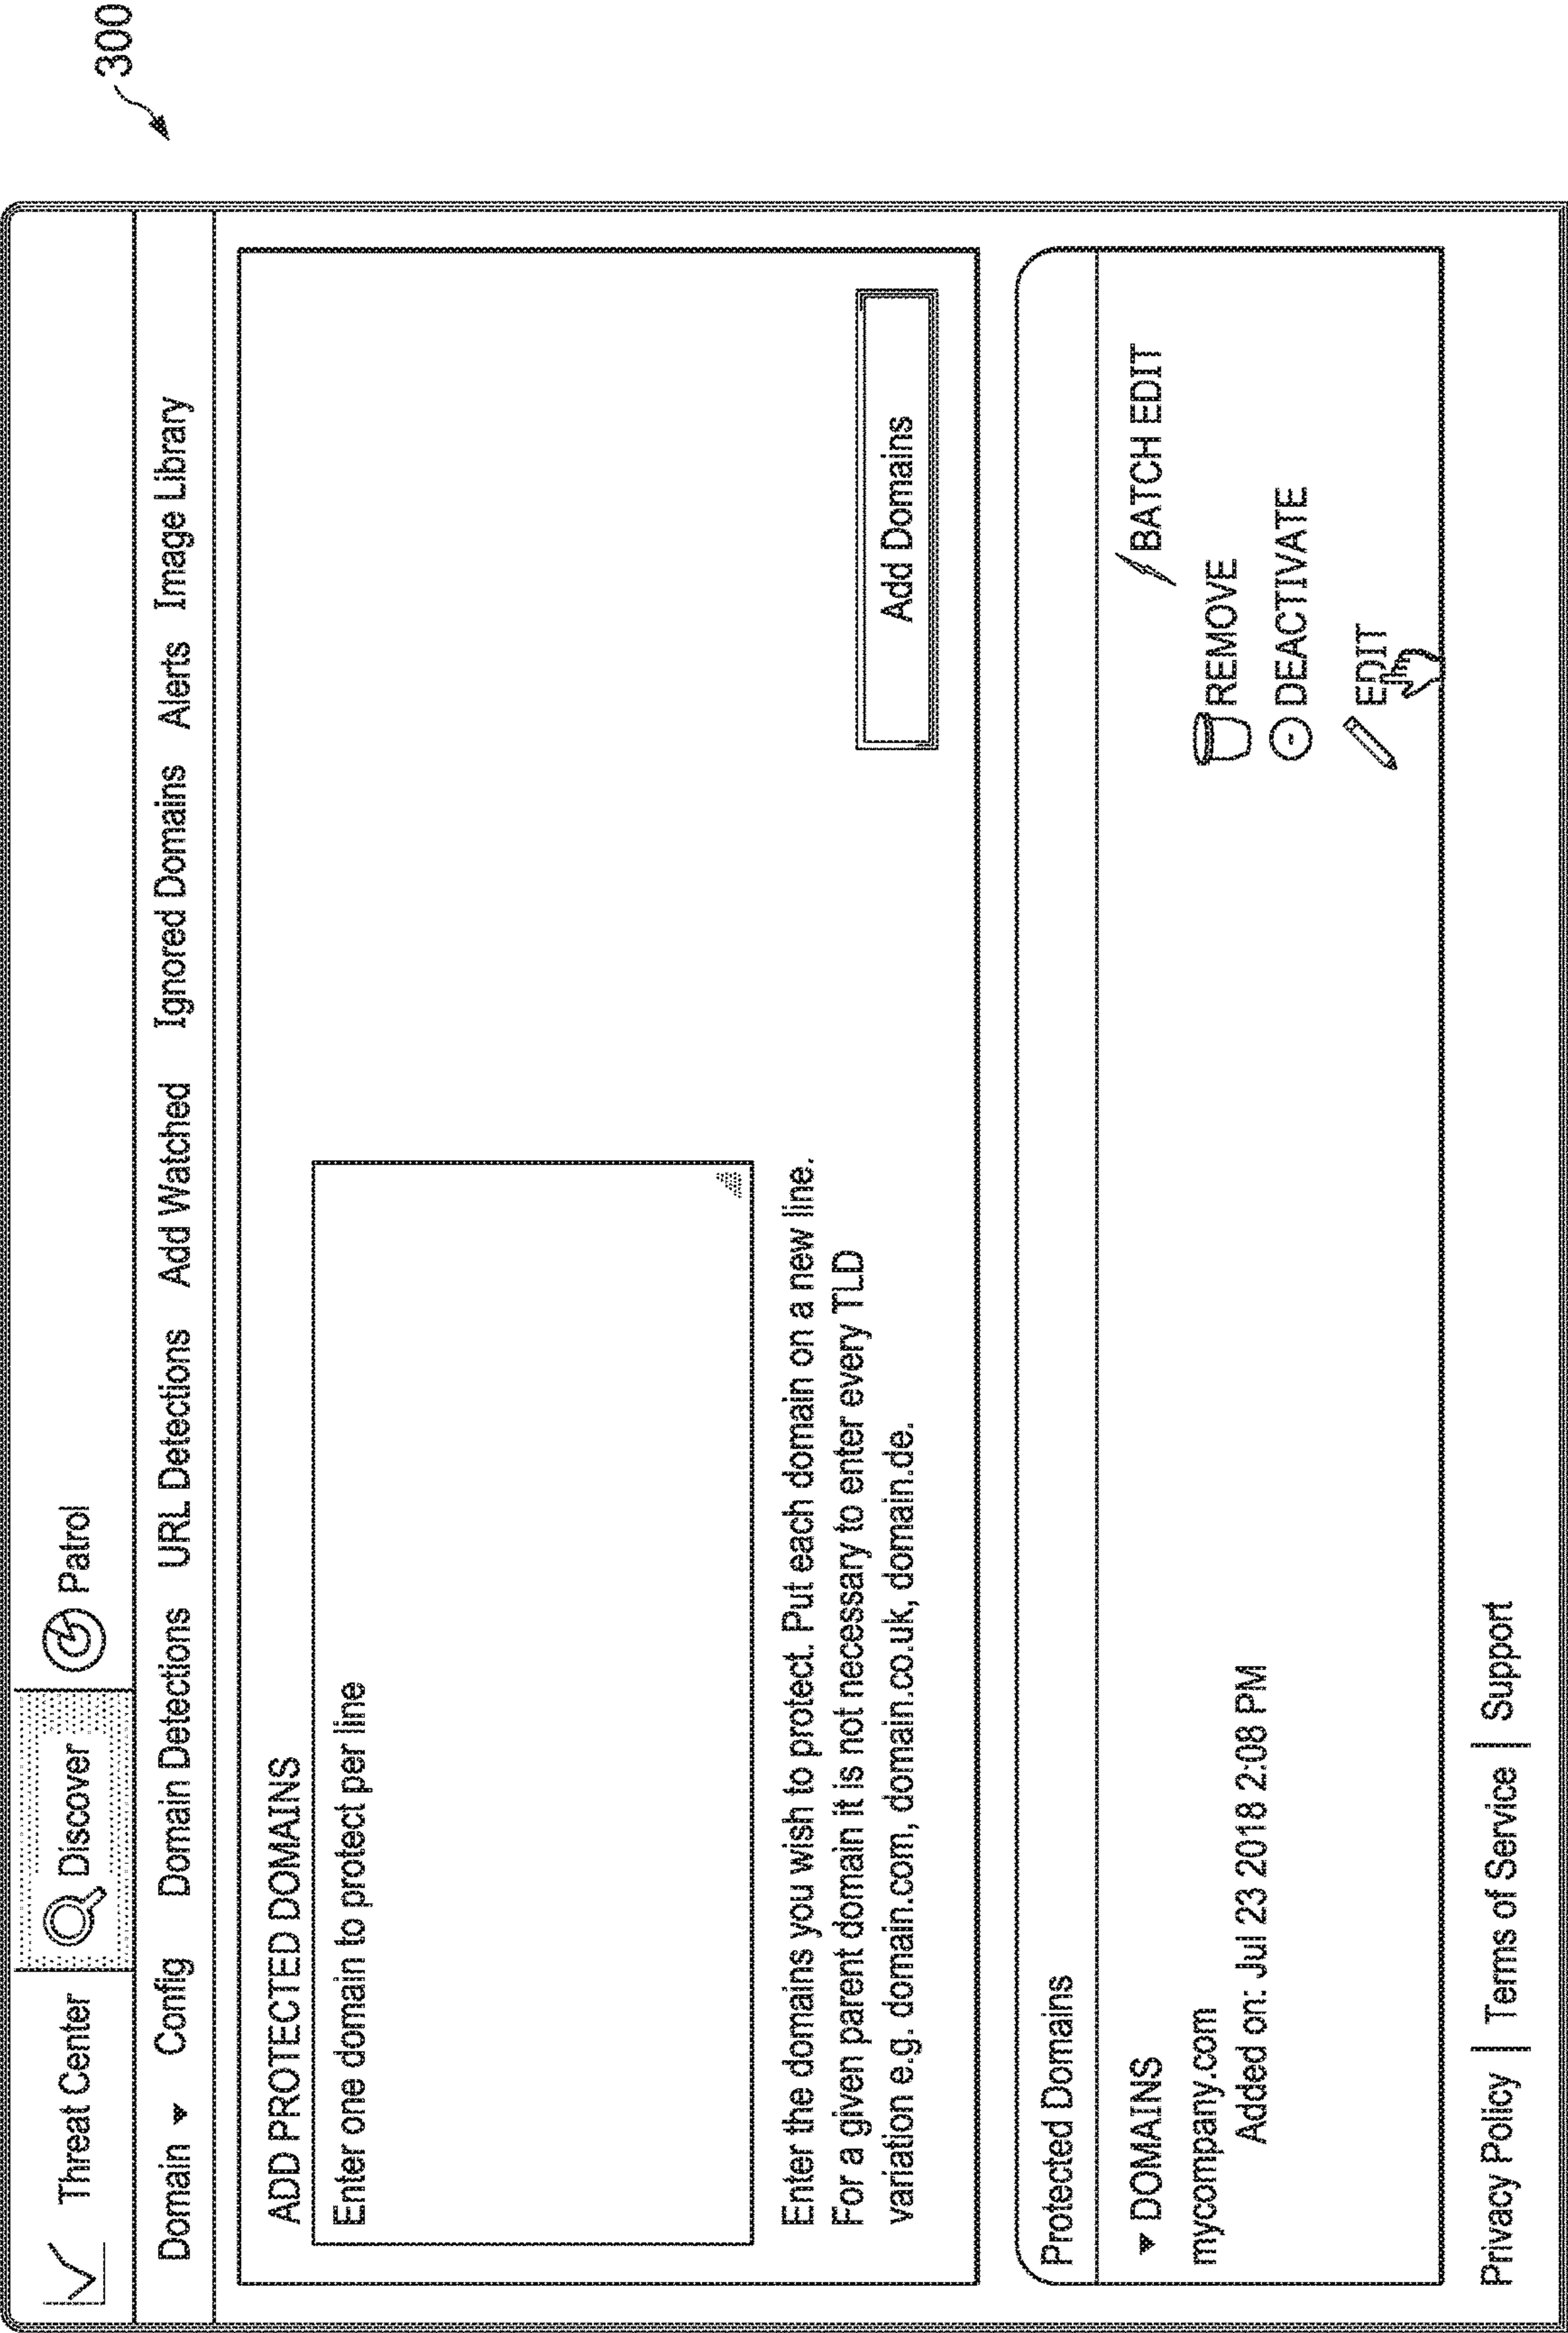 300
Threat Center Discover Patrol
Domain Config Domain Detections URL Detections Add Watched Ignored Domains Alerts Image Library
ADD PROTECTED DOMAINS
Enter one domain to protect per line
Enter the domains you wish to protect. Put each domain on a new line.
For a given parent domain it is not necessary to enter every TLD
variation e.g. domain.com, domain.co.uk, domain.de.
Add Domains
Protected Domains
DOMAINS
BATCH EDIT
mycompany.com
REMOVE
Added on: Jul 23 2018 2:08 PM
DEACTIVATE
EDIT
Privacy Policy | Terms of Service | Support